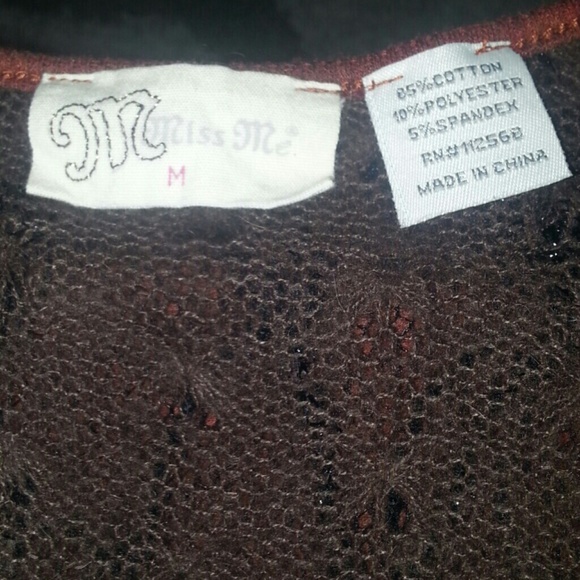 M Miss Me
M
85%COTTON
10%POLYESTER
5%SPANDEX
RN#112568
MADE IN CHINA